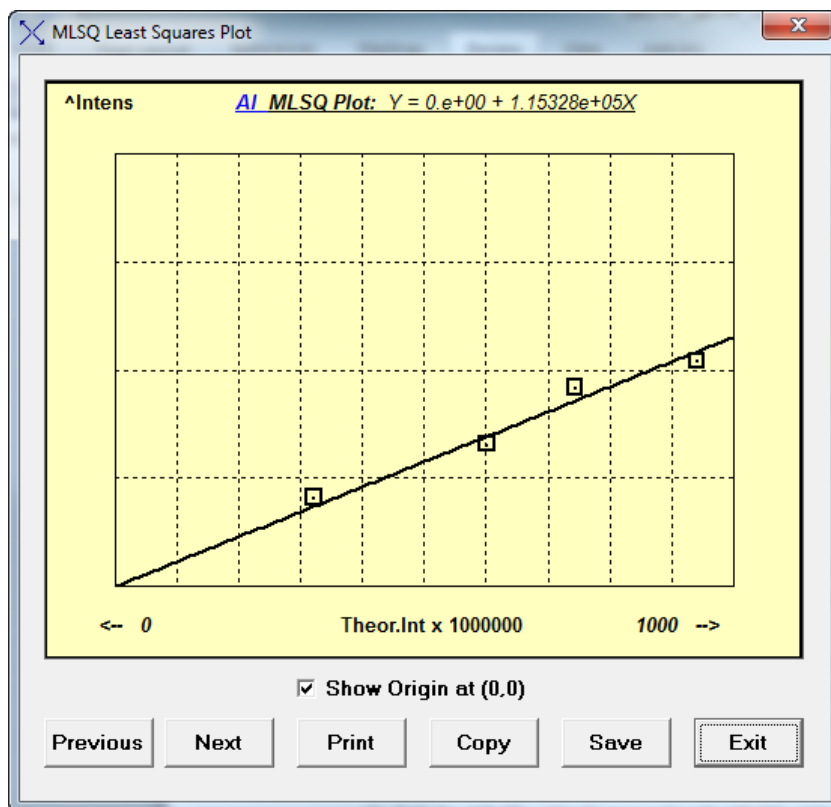 MLSQ Least Squares Plot
^Intens Al MLSQ Plot: Y = 0.e+00 + 1.15328e+05X
<-- 0 Theor.Int x 1000000 1000 -->
Show Origin at (0,0)
Previous Next Print Copy Save Exit